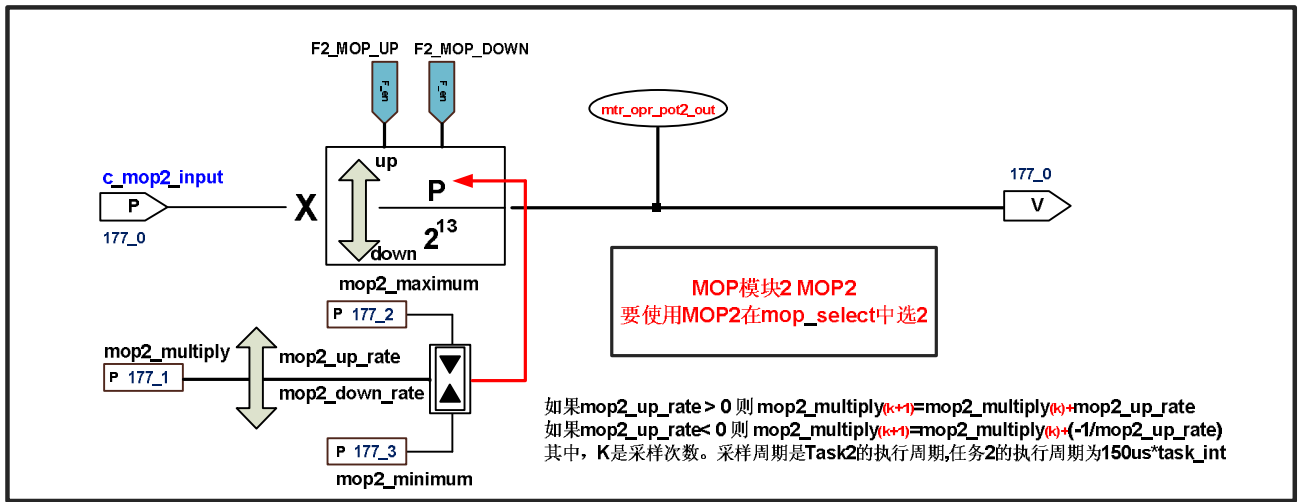 F2_MOP_UP F2_MOP_DOWN
F_en F_en
mtr_opr_pot2_out
up
c_mop2_input
P
177_0
X
P
2^13
down
177_0
V
mop2_maximum
P 177_2
MOP模块2 MOP2
要使用MOP2在mop_select中选2
mop2_multiply
P 177_1
mop2_up_rate
mop2_down_rate
P 177_3
mop2_minimum
如果mop2_up_rate > 0 则 mop2_multiply(k+1)=mop2_multiply(k)+mop2_up_rate
如果mop2_up_rate< 0 则 mop2_multiply(k+1)=mop2_multiply(k)+(-1/mop2_up_rate)
其中，K是采样次数。采样周期是Task2的执行周期,任务2的执行周期为150us*task_int